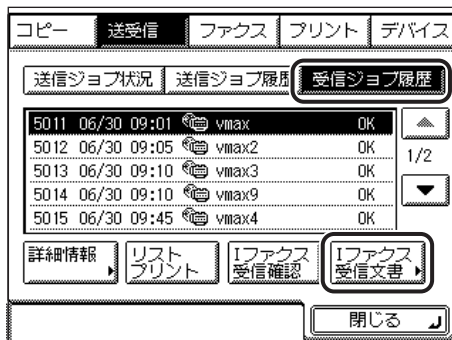 コピー 送受信 ファクス プリント デバイス
送信ジョブ状況 送信ジョブ履歴 受信ジョブ履歴
5011 06/30 09:01 vmax OK
5012 06/30 09:05 vmax2 OK
1/2
5013 06/30 09:10 vmax3 OK
5014 06/30 09:10 vmax9 OK
5015 06/30 09:45 vmax4 OK
詳細情報 リスト Iファクス Iファクス
プリント 受信確認 受信文書
閉じる